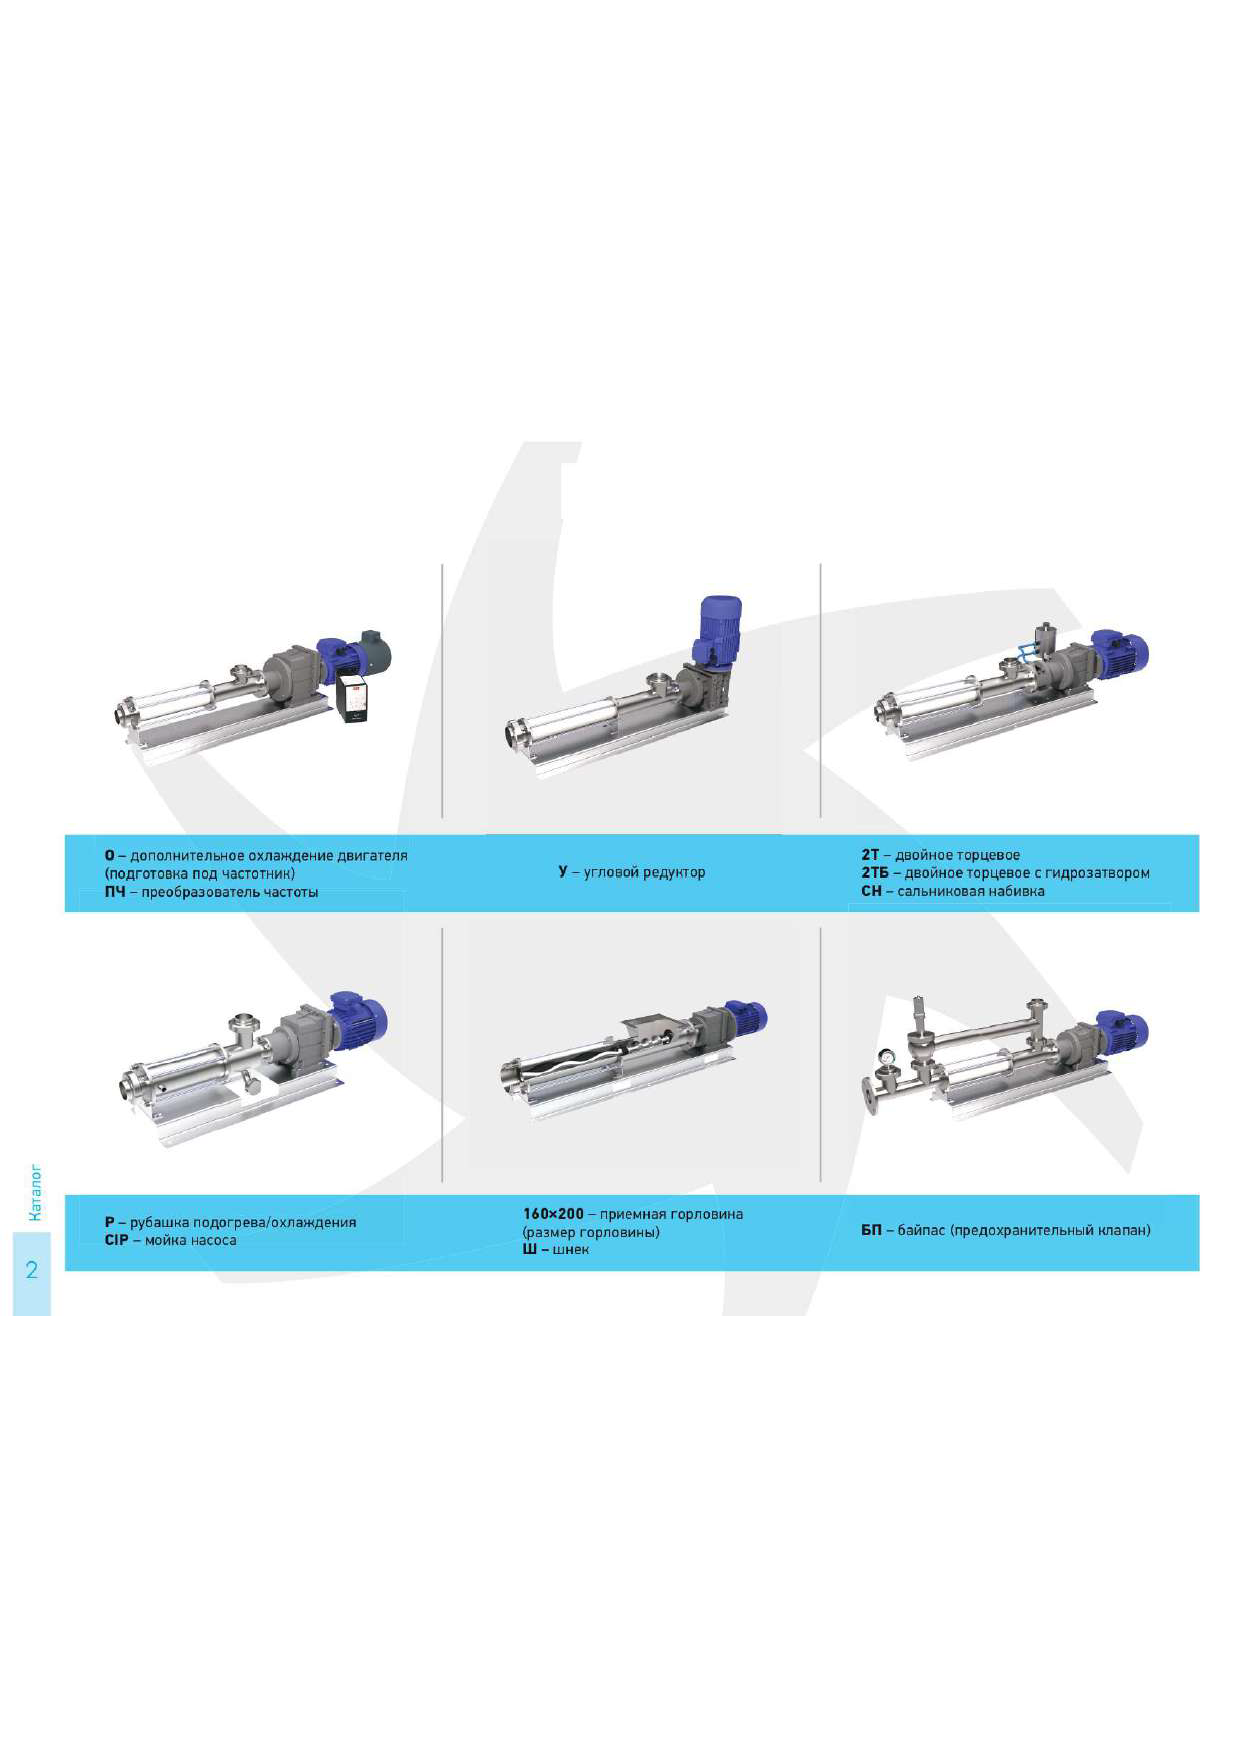 О – дополнительное охлаждение двигателя
(подготовка под частотник)
ПЧ – преобразователь частоты
У – угловой редуктор
2Т – двойное торцевое
2ТБ – двойное торцевое с гидрозатвором
СН – сальниковая набивка
Р – рубашка подогрева/охлаждения
CIP – мойка насоса
160×200 – приемная горловина
(размер горловины)
Ш – шнек
БП – байпас (предохранительный клапан)
Каталог
2